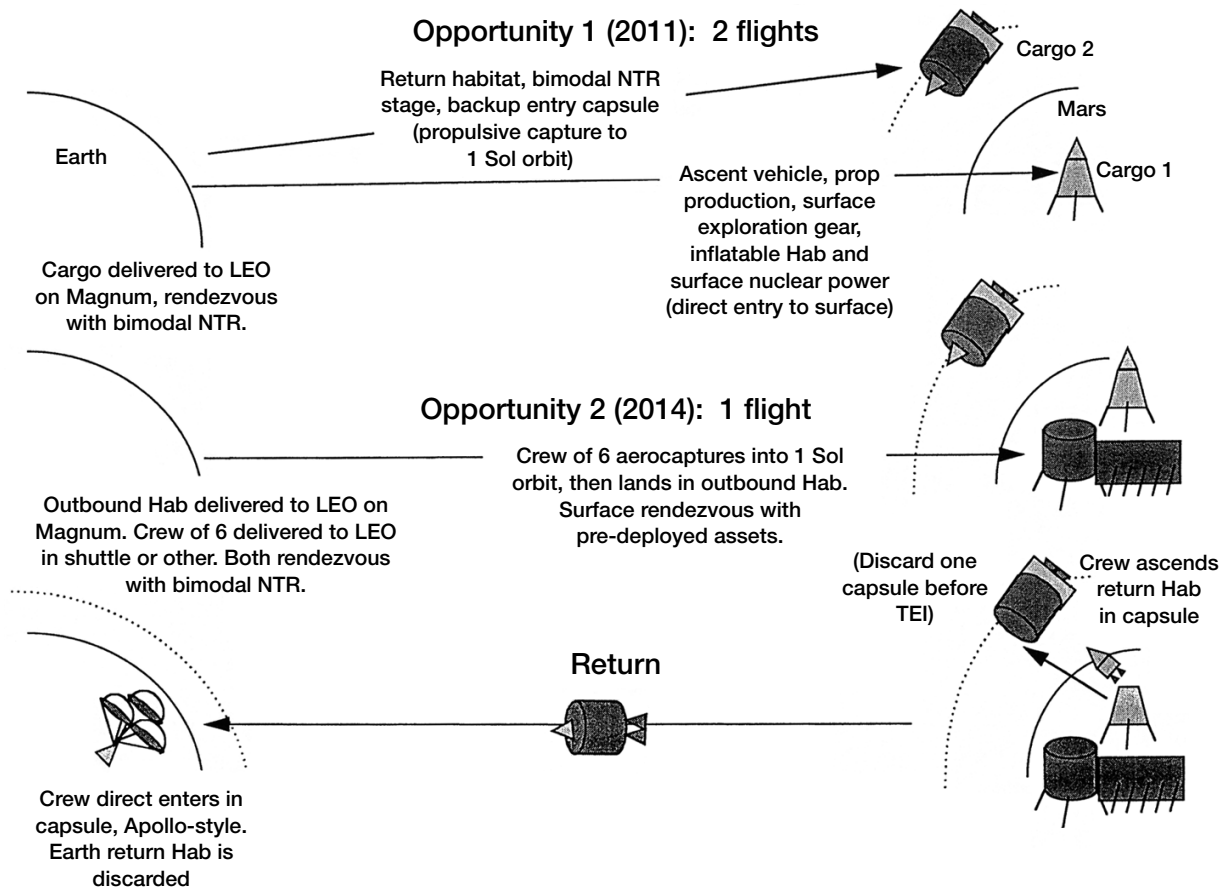 Opportunity 1 (2011): 2 flights
Cargo 2
Return habitat, bimodal NTR
stage, backup entry capsule
(propulsive capture to
1 Sol orbit)
Earth
Mars
Cargo 1
Ascent vehicle, prop
production, surface
exploration gear,
inflatable Hab and
surface nuclear power
(direct entry to surface)
Cargo delivered to LEO
on Magnum, rendezvous
with bimodal NTR.
Opportunity 2 (2014): 1 flight
Crew of 6 aerocaptures into 1 Sol
orbit, then lands in outbound Hab.
Surface rendezvous with
pre-deployed assets.
Outbound Hab delivered to LEO on
Magnum. Crew of 6 delivered to LEO
in shuttle or other. Both rendezvous
with bimodal NTR.
(Discard one
capsule before
TEI)
Crew ascends
return Hab
in capsule
Return
Crew direct enters in
capsule, Apollo-style.
Earth return Hab is
discarded